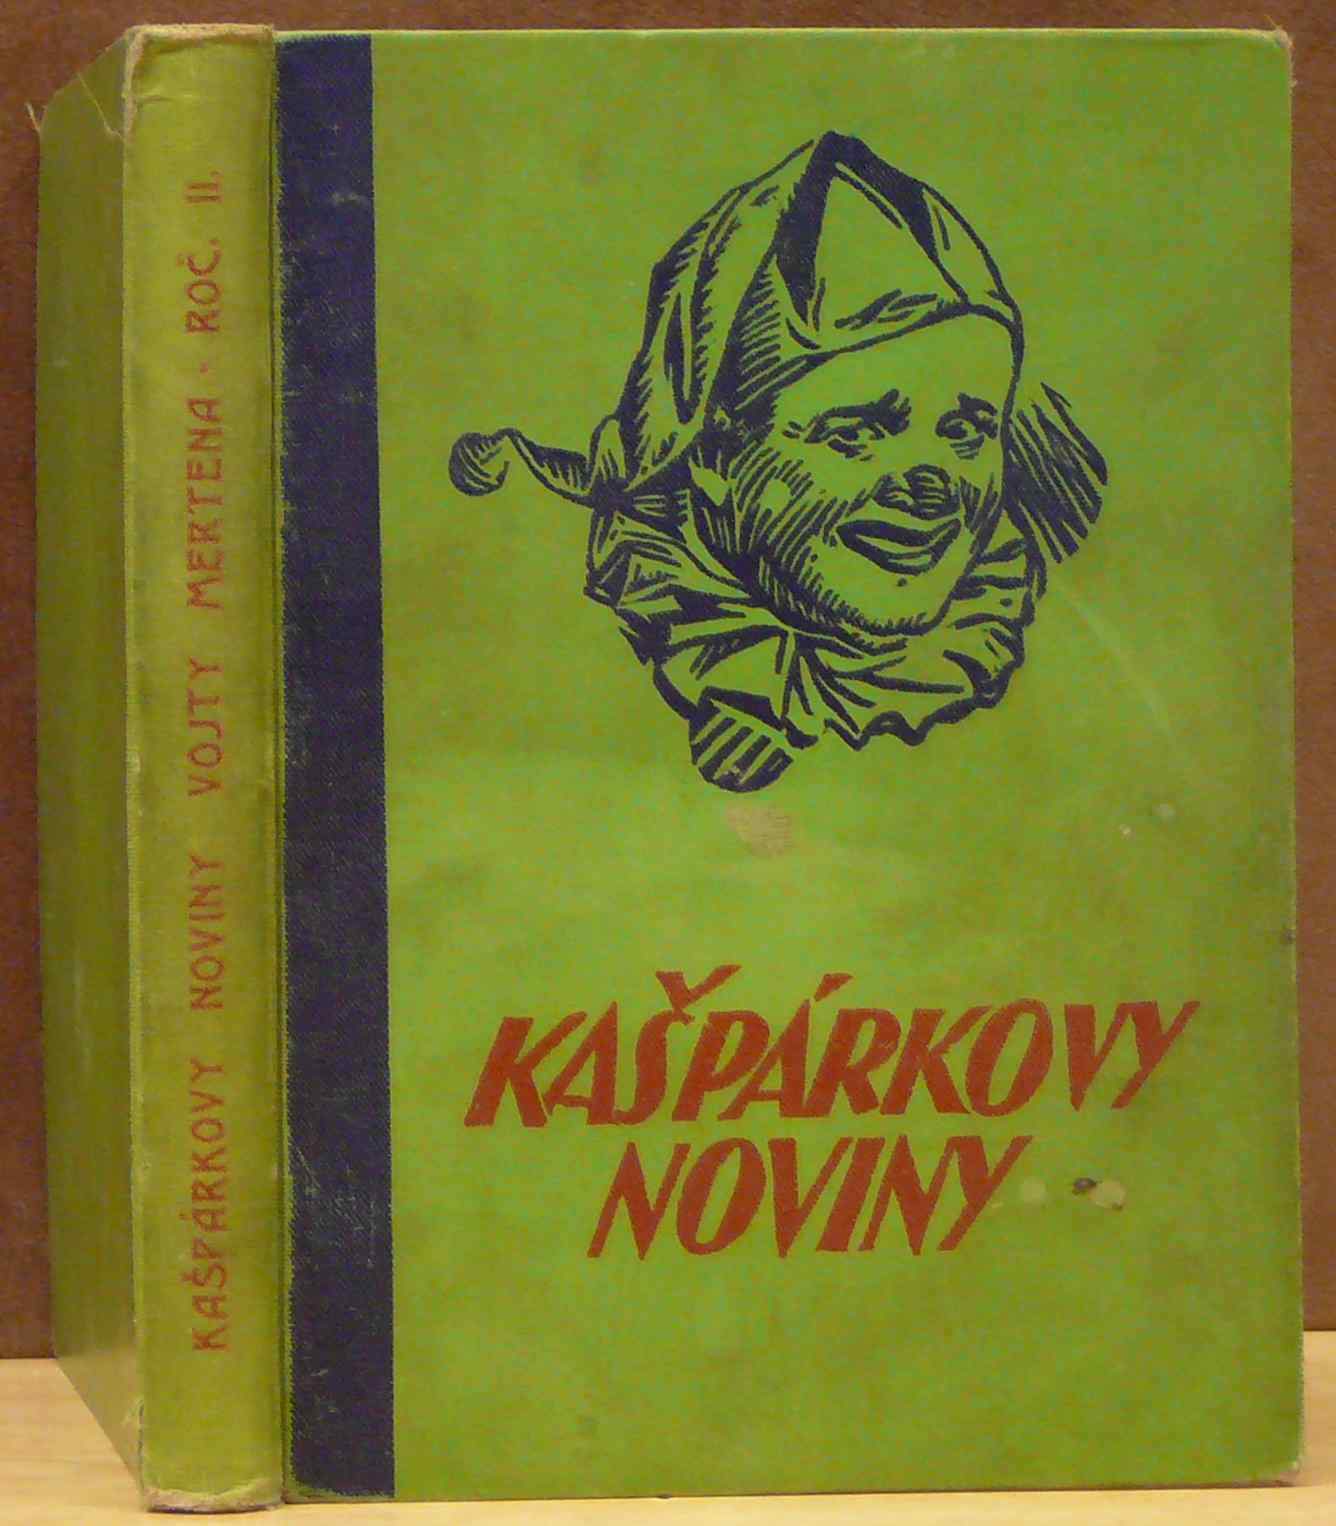 KAŠPÁRKOVY NOVINY VOJTY MERTENA · ROČ. II.
KAŠPÁRKOVY
NOVINY